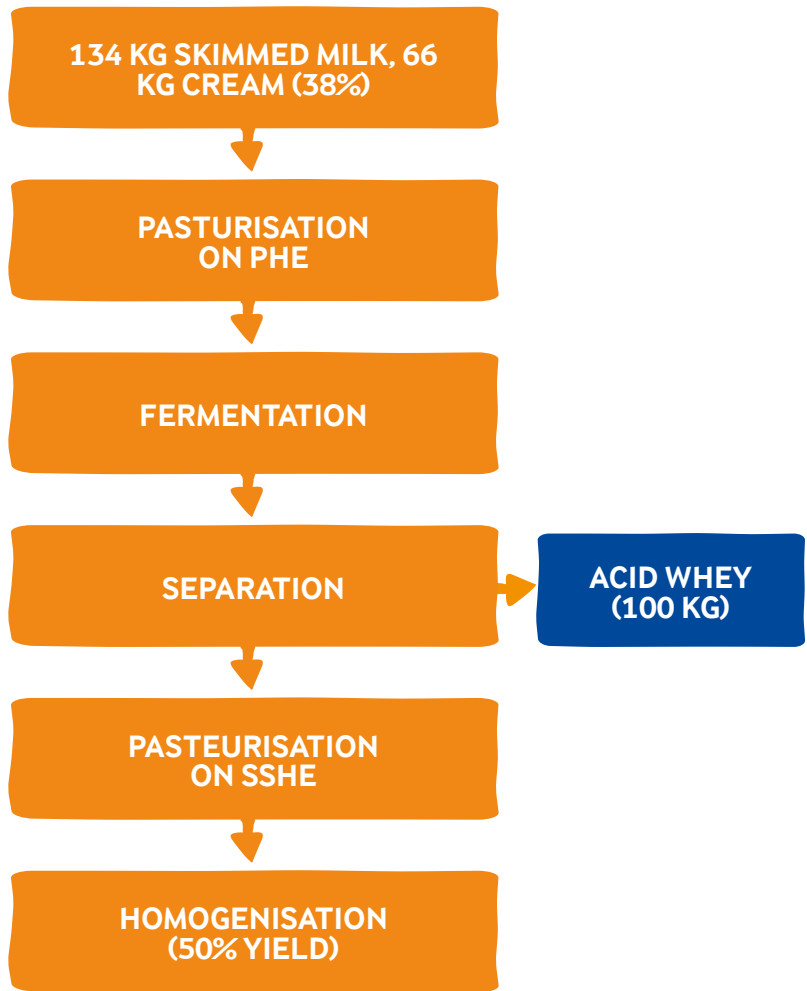 134 KG SKIMMED MILK, 66
KG CREAM (38%)
PASTURISATION
ON PHE
FERMENTATION
SEPARATION
ACID WHEY
(100 KG)
PASTEURISATION
ON SSHE
HOMOGENISATION
(50% YIELD)